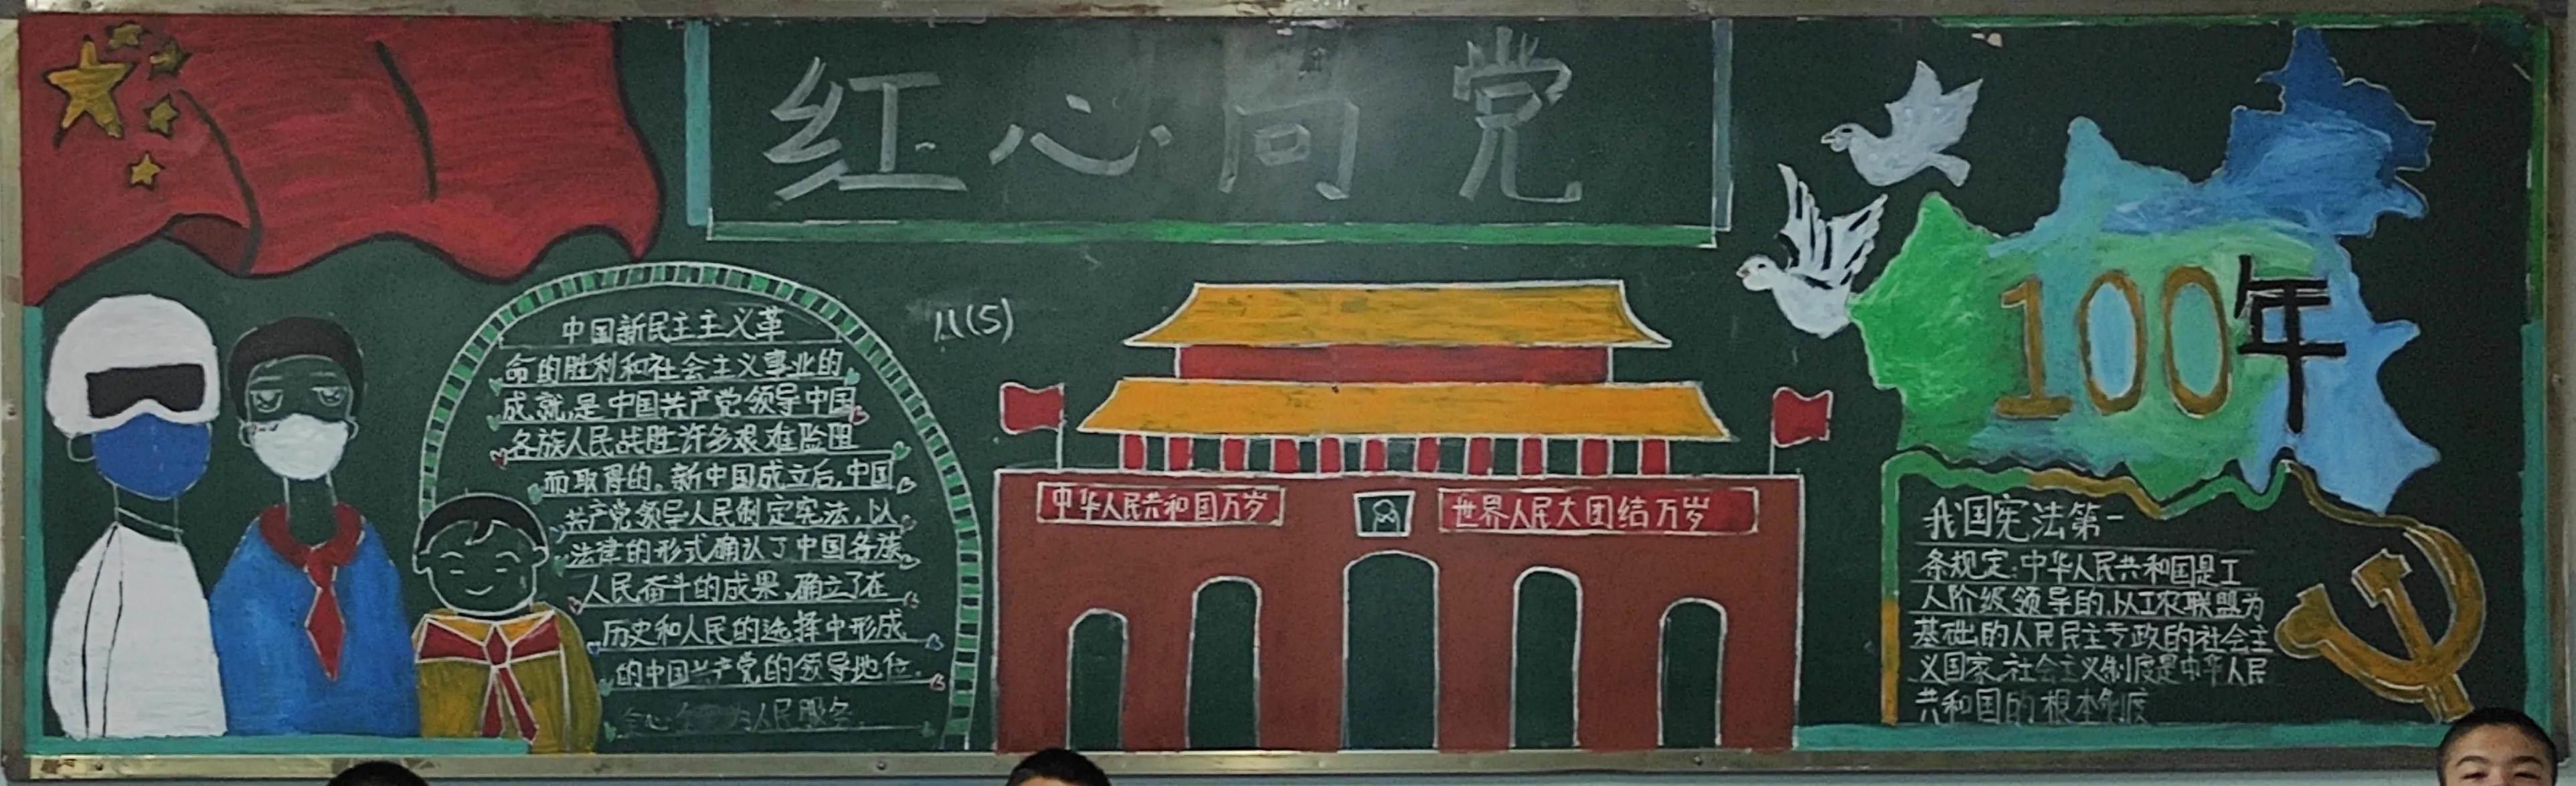 红心向党
中国新民主主义革
命的胜利和社会主义事业的
成就,是中国共产党领导中国
各族人民战胜许多艰难险阻
而取得的。新中国成立后,中国
共产党领导人民制定宪法,以
法律的形式确认了中国各族
人民奋斗的成果,确立了在
历史和人民的选择中形成
的中国共产党的领导地位。
全心全意为人民服务。
11(5)
中华人民共和国万岁
世界人民大团结万岁
100年
我国宪法第一
条规定:中华人民共和国是工
人阶级领导的,以工农联盟为
基础的人民民主专政的社会主
义国家,社会主义制度是中华人民
共和国的根本制度